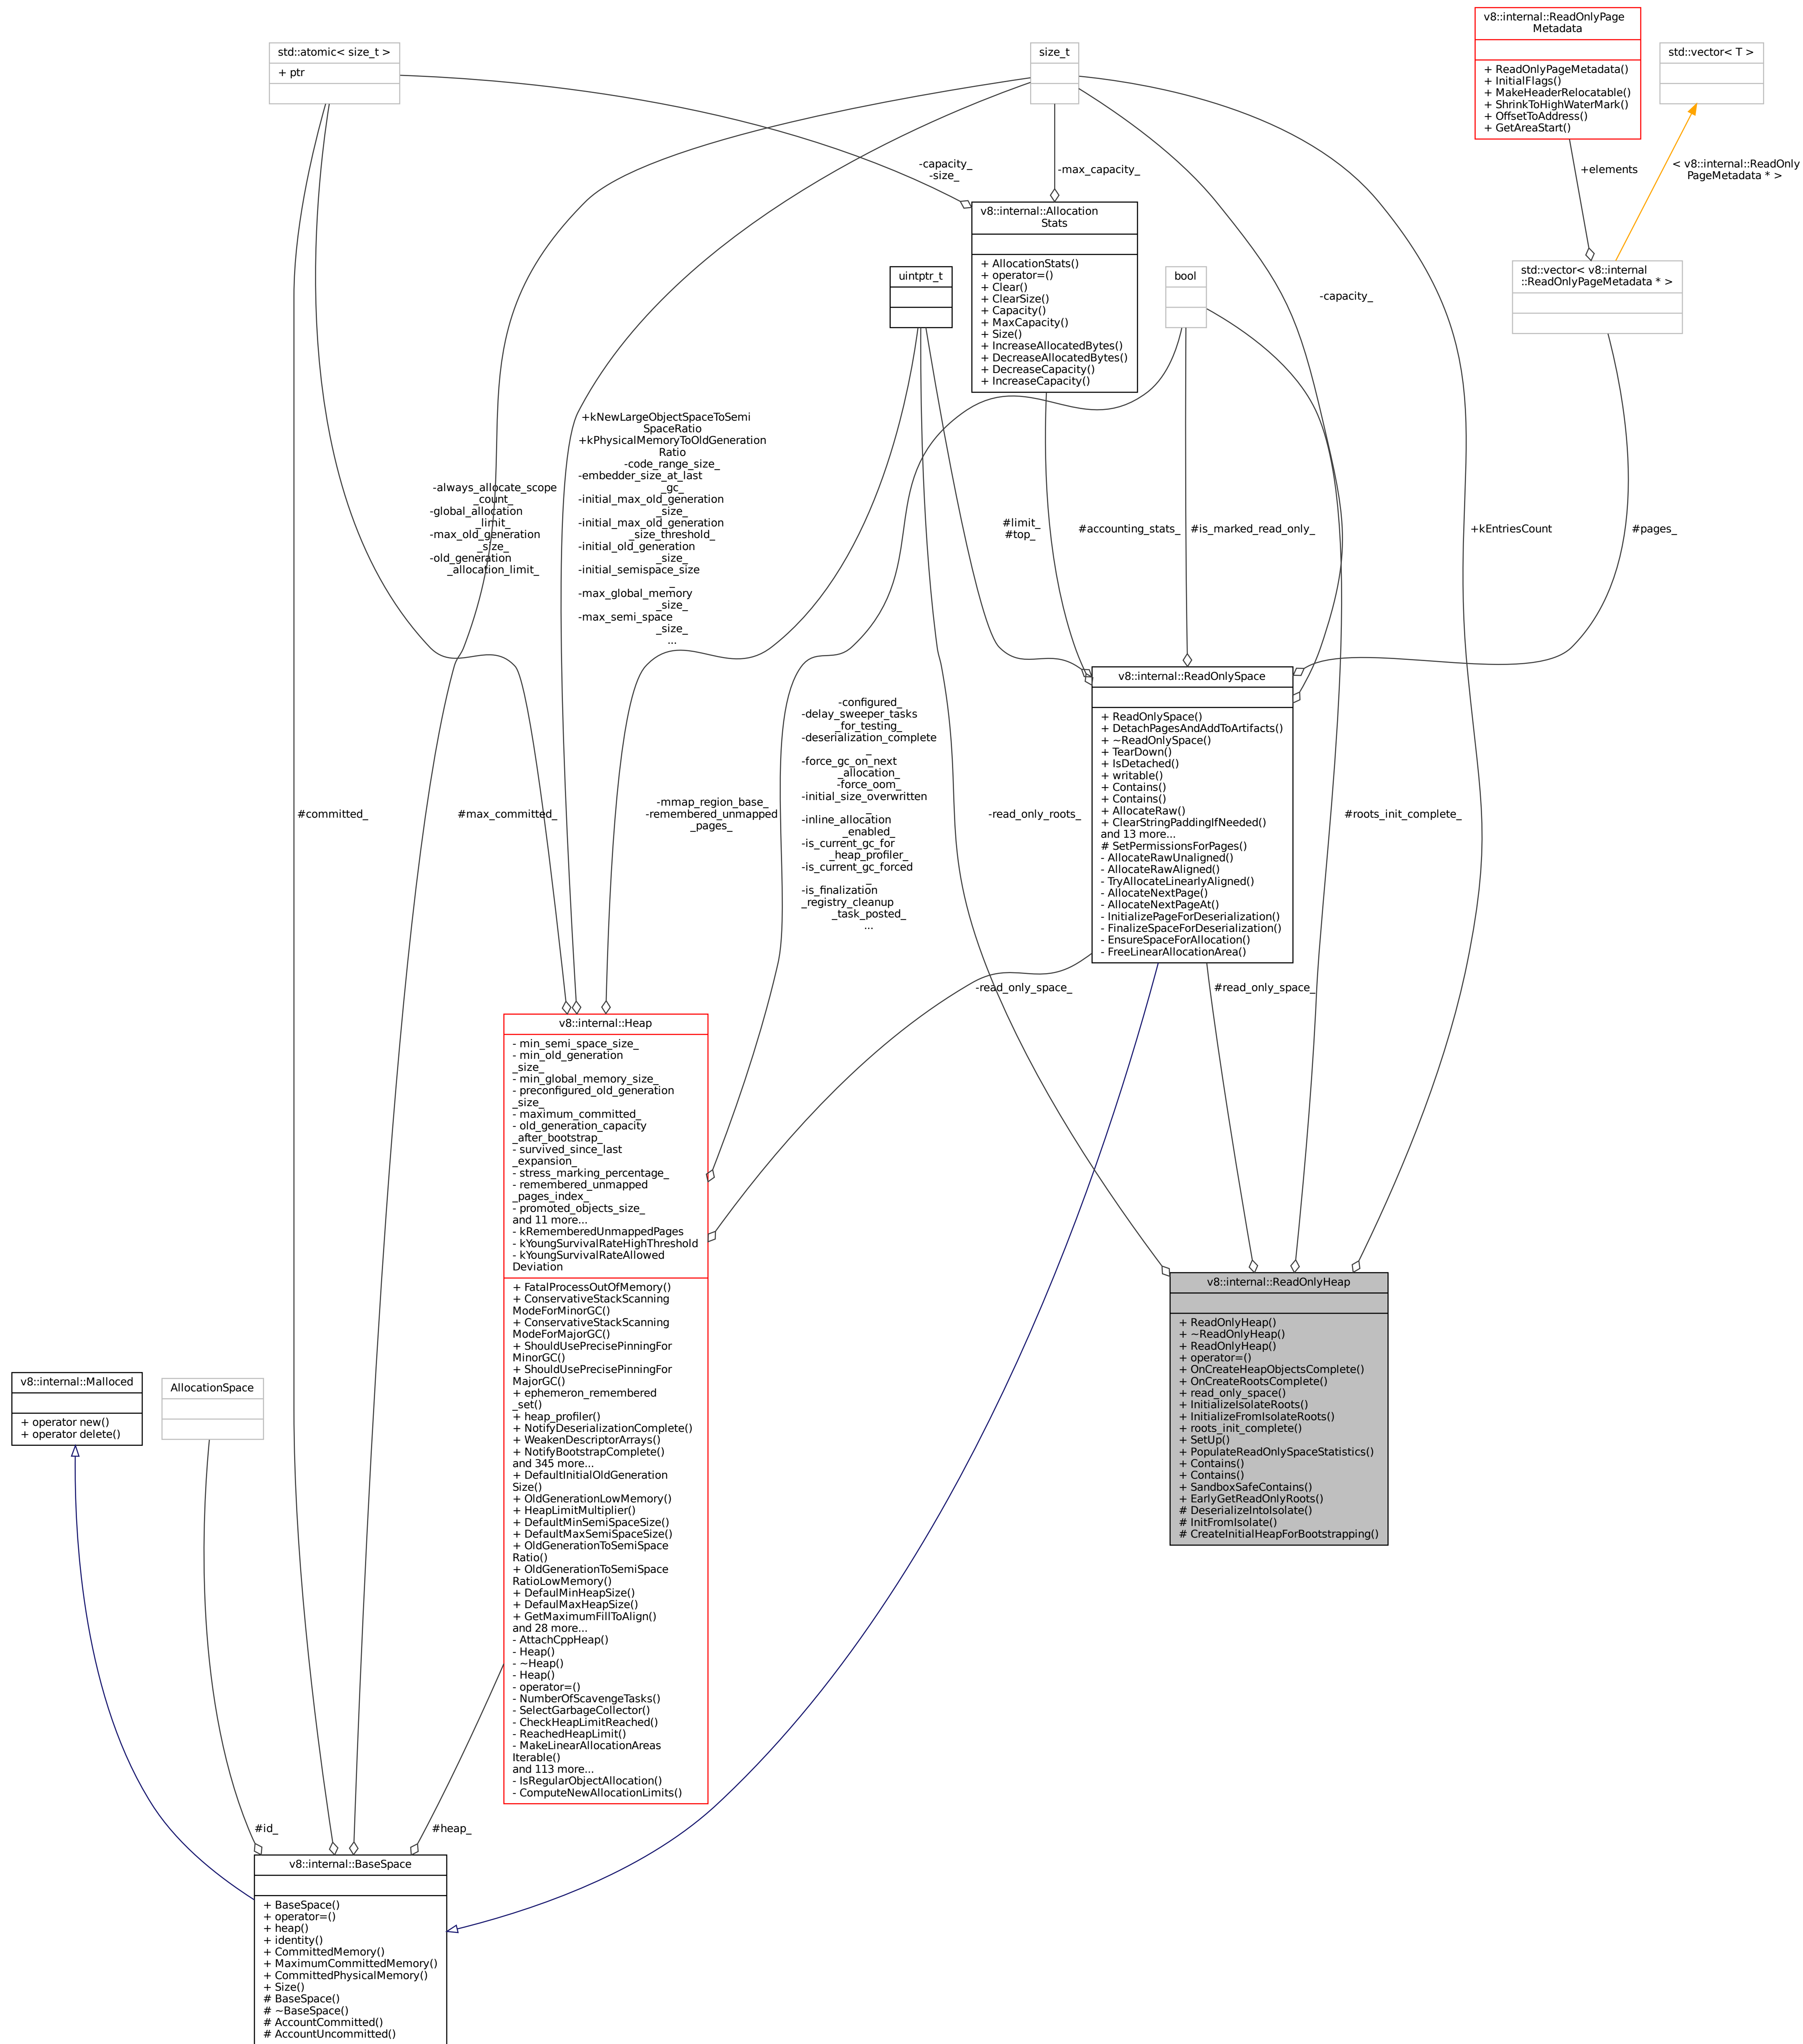 v8::internal::ReadOnlyPage
Metadata
+ ReadOnlyPageMetadata()
+ InitialFlags()
+ MakeHeaderRelocatable()
+ ShrinkToHighWaterMark()
+ OffsetToAddress()
+ GetAreaStart()
std::atomic< size_t >
+ ptr
size_t
std::vector< T >
-capacity_
-size_
-max_capacity_
+elements
< v8::internal::ReadOnly
PageMetadata * >
v8::internal::Allocation
Stats
+ AllocationStats()
+ operator=()
+ Clear()
+ ClearSize()
+ Capacity()
+ MaxCapacity()
+ Size()
+ IncreaseAllocatedBytes()
+ DecreaseAllocatedBytes()
+ DecreaseCapacity()
+ IncreaseCapacity()
uintptr_t
bool
std::vector< v8::internal
::ReadOnlyPageMetadata * >
-capacity_
+kNewLargeObjectSpaceToSemi
SpaceRatio
+kPhysicalMemoryToOldGeneration
Ratio
-code_range_size_
-embedder_size_at_last
_gc_
-initial_max_old_generation
_size_
-initial_max_old_generation
_size_threshold_
-initial_old_generation
_size_
-initial_semispace_size
_
-max_global_memory
_size_
-max_semi_space
_size_
...
-always_allocate_scope
_count_
-global_allocation
_limit_
-max_old_generation
_size_
-old_generation
_allocation_limit_
#limit_
#top_
#accounting_stats_
#is_marked_read_only_
+kEntriesCount
#pages_
v8::internal::ReadOnlySpace
+ ReadOnlySpace()
+ DetachPagesAndAddToArtifacts()
+ ~ReadOnlySpace()
+ TearDown()
+ IsDetached()
+ writable()
+ Contains()
+ Contains()
+ AllocateRaw()
+ ClearStringPaddingIfNeeded()
and 13 more...
# SetPermissionsForPages()
- AllocateRawUnaligned()
- AllocateRawAligned()
- TryAllocateLinearlyAligned()
- AllocateNextPage()
- AllocateNextPageAt()
- InitializePageForDeserialization()
- FinalizeSpaceForDeserialization()
- EnsureSpaceForAllocation()
- FreeLinearAllocationArea()
-configured_
-delay_sweeper_tasks
_for_testing_
-deserialization_complete
_
-force_gc_on_next
_allocation_
-force_oom_
-initial_size_overwritten
_
-inline_allocation
_enabled_
-is_current_gc_for
_heap_profiler_
-is_current_gc_forced
_
-is_finalization
_registry_cleanup
_task_posted_
...
#committed_
#max_committed_
-mmap_region_base_
-remembered_unmapped
_pages_
-read_only_roots_
#roots_init_complete_
-read_only_space_
#read_only_space_
v8::internal::Heap
- min_semi_space_size_
- min_old_generation
_size_
- min_global_memory_size_
- preconfigured_old_generation
_size_
- maximum_committed_
- old_generation_capacity
_after_bootstrap_
- survived_since_last
_expansion_
- stress_marking_percentage_
- remembered_unmapped
_pages_index_
- promoted_objects_size_
and 11 more...
- kRememberedUnmappedPages
- kYoungSurvivalRateHighThreshold
- kYoungSurvivalRateAllowed
Deviation
+ FatalProcessOutOfMemory()
+ ConservativeStackScanning
ModeForMinorGC()
+ ConservativeStackScanning
ModeForMajorGC()
+ ShouldUsePrecisePinningFor
MinorGC()
+ ShouldUsePrecisePinningFor
MajorGC()
+ ephemeron_remembered
_set()
+ heap_profiler()
+ NotifyDeserializationComplete()
+ WeakenDescriptorArrays()
+ NotifyBootstrapComplete()
and 345 more...
+ DefaultInitialOldGeneration
Size()
+ OldGenerationLowMemory()
+ HeapLimitMultiplier()
+ DefaultMinSemiSpaceSize()
+ DefaultMaxSemiSpaceSize()
+ OldGenerationToSemiSpace
Ratio()
+ OldGenerationToSemiSpace
RatioLowMemory()
+ DefaulMinHeapSize()
+ DefaulMaxHeapSize()
+ GetMaximumFillToAlign()
and 28 more...
- AttachCppHeap()
- Heap()
- ~Heap()
- Heap()
- operator=()
- NumberOfScavengeTasks()
- SelectGarbageCollector()
- CheckHeapLimitReached()
- ReachedHeapLimit()
- MakeLinearAllocationAreas
Iterable()
and 113 more...
- IsRegularObjectAllocation()
- ComputeNewAllocationLimits()
v8::internal::ReadOnlyHeap
+ ReadOnlyHeap()
+ ~ReadOnlyHeap()
+ ReadOnlyHeap()
+ operator=()
+ OnCreateHeapObjectsComplete()
+ OnCreateRootsComplete()
+ read_only_space()
+ InitializeIsolateRoots()
+ InitializeFromIsolateRoots()
+ roots_init_complete()
+ SetUp()
+ PopulateReadOnlySpaceStatistics()
+ Contains()
+ Contains()
+ SandboxSafeContains()
+ EarlyGetReadOnlyRoots()
# DeserializeIntoIsolate()
# InitFromIsolate()
# CreateInitialHeapForBootstrapping()
v8::internal::Malloced
+ operator new()
+ operator delete()
AllocationSpace
#id_
#heap_
v8::internal::BaseSpace
+ BaseSpace()
+ operator=()
+ heap()
+ identity()
+ CommittedMemory()
+ MaximumCommittedMemory()
+ CommittedPhysicalMemory()
+ Size()
# BaseSpace()
# ~BaseSpace()
# AccountCommitted()
# AccountUncommitted()